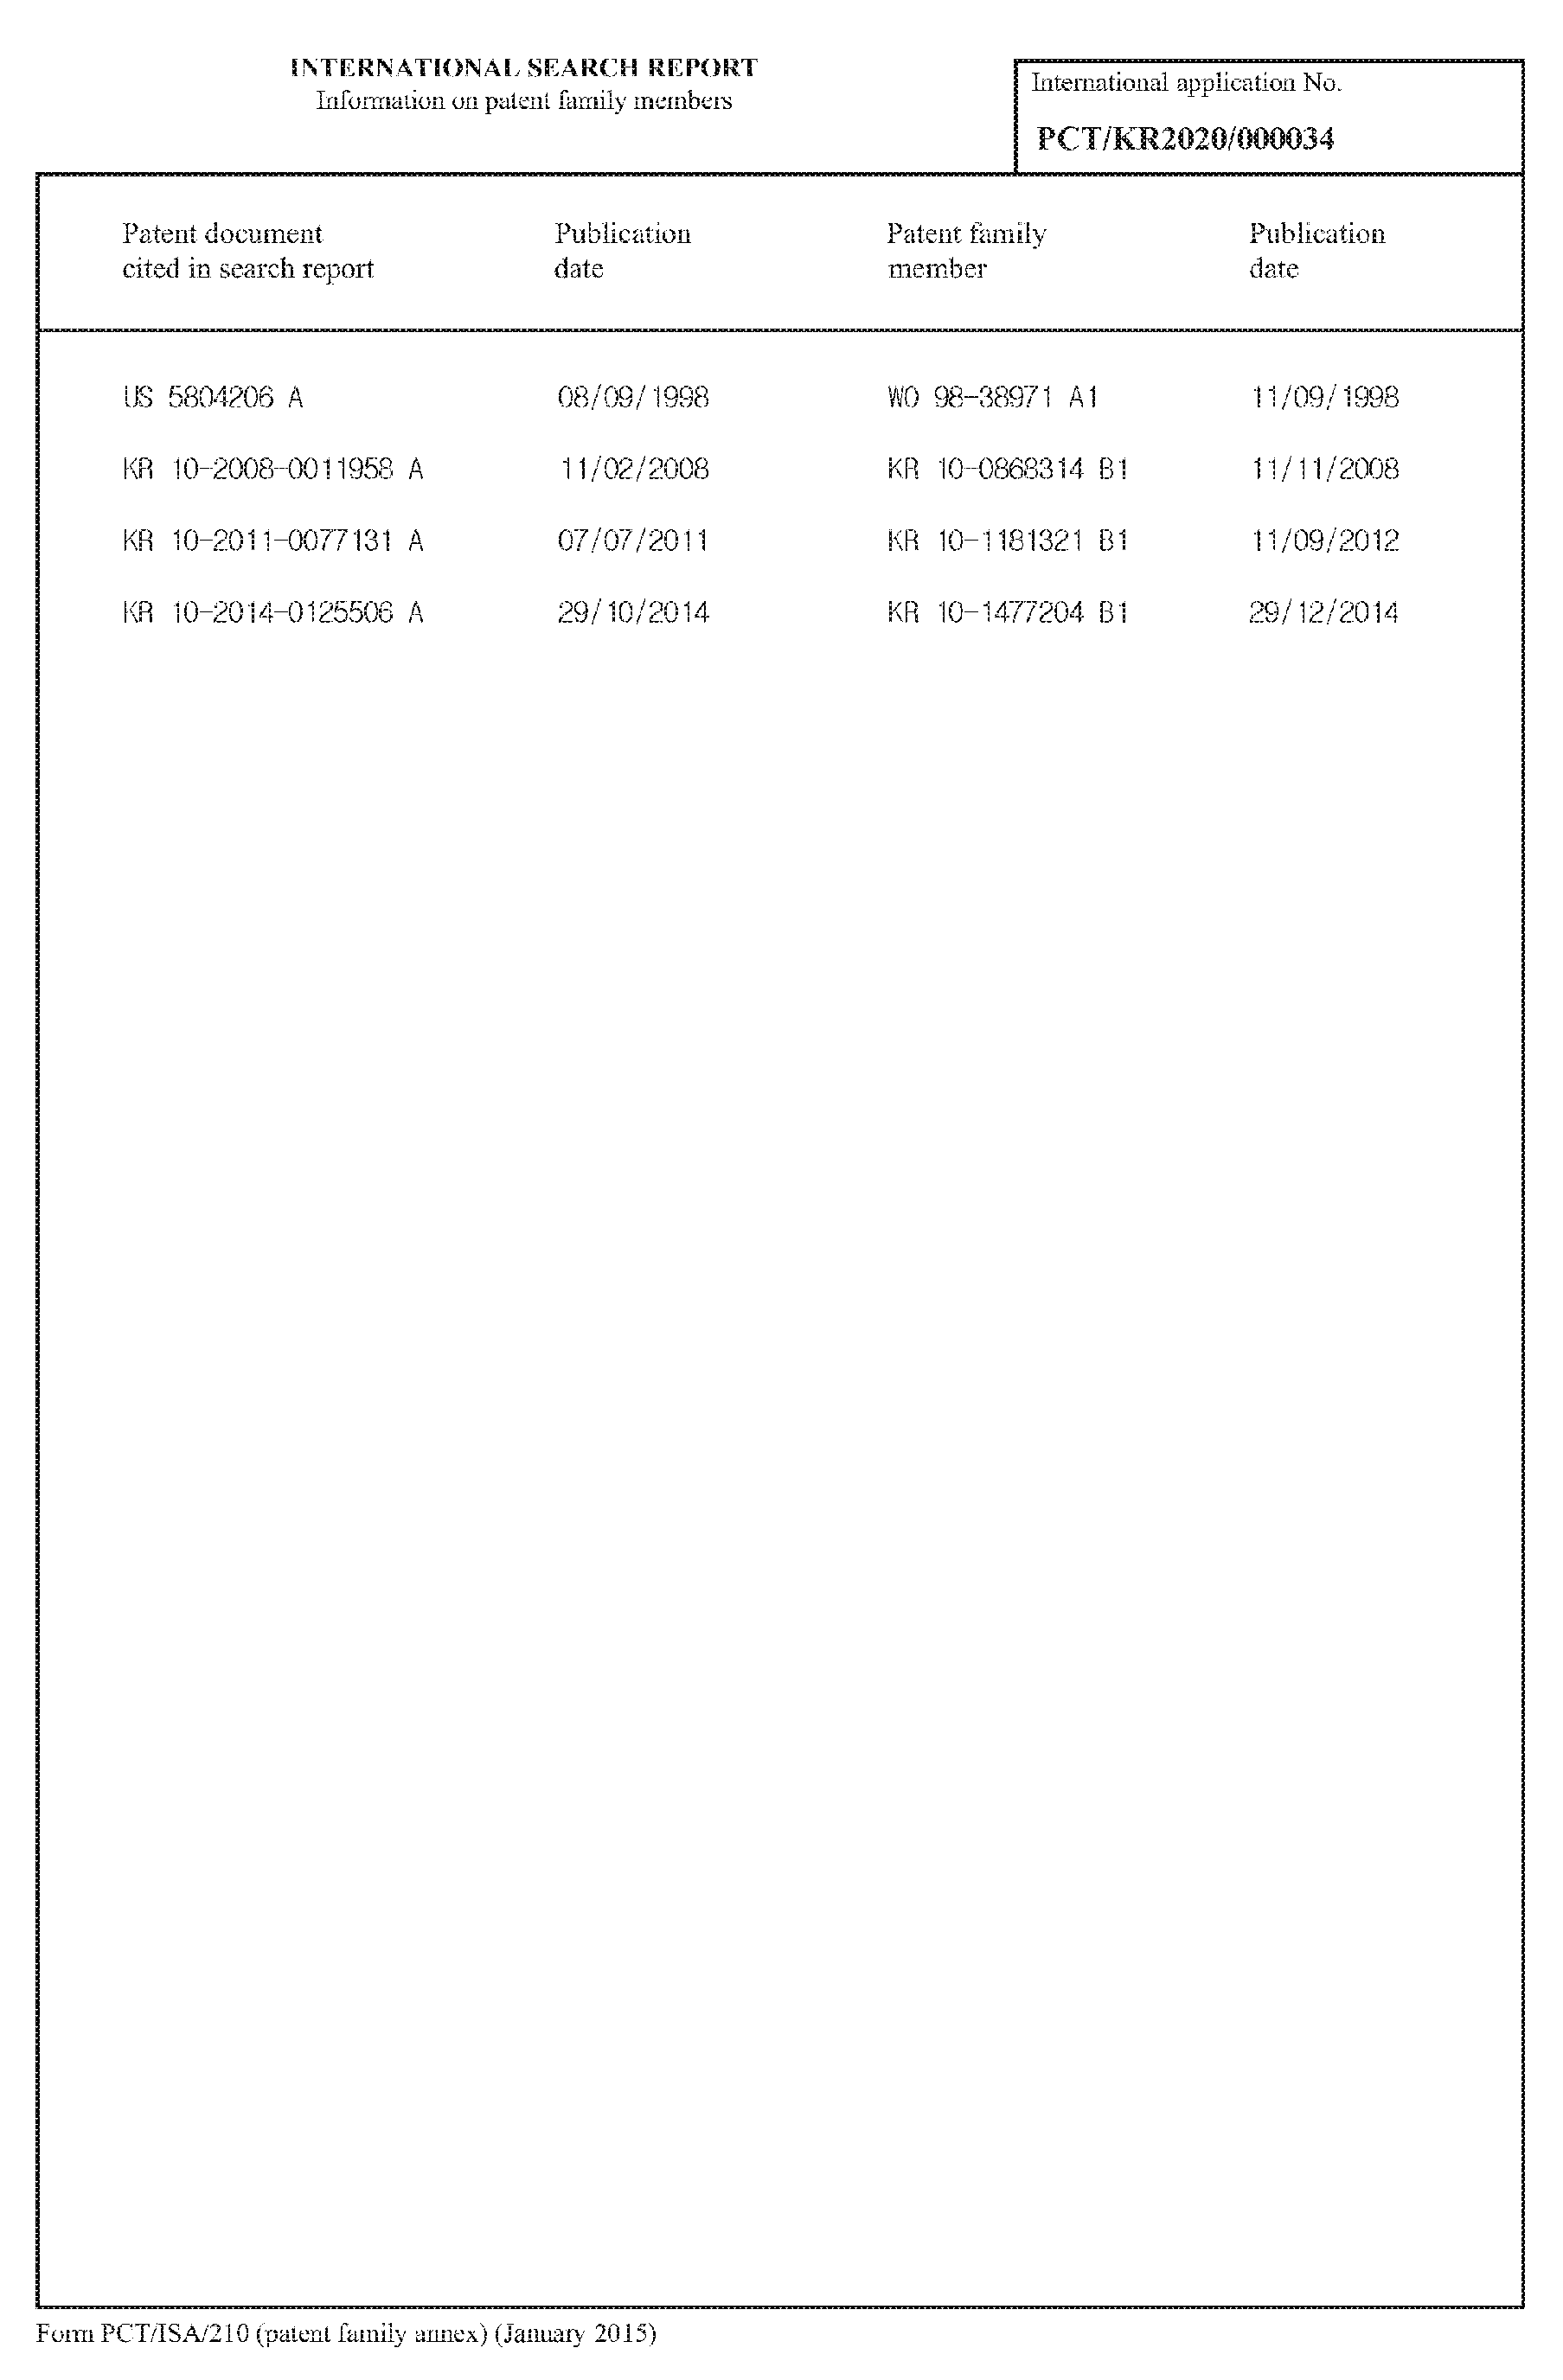 INTERNATIONAL SEARCH REPORT
Information on patent family members
International application No.
PCT/KR2020/000034
Patent document cited in search report
Publication date
Patent family member
Publication date
US 5804206 A 08/09/1998 WO 98-38971 A1 11/09/1998
KR 10-2008-0011958 A 11/02/2008 KR 10-0868314 B1 11/11/2008
KR 10-2011-0077131 A 07/07/2011 KR 10-1181321 B1 11/09/2012
KR 10-2014-0125506 A 29/10/2014 KR 10-1477204 B1 29/12/2014
Form PCT/ISA/210 (patent family annex) (January 2015)